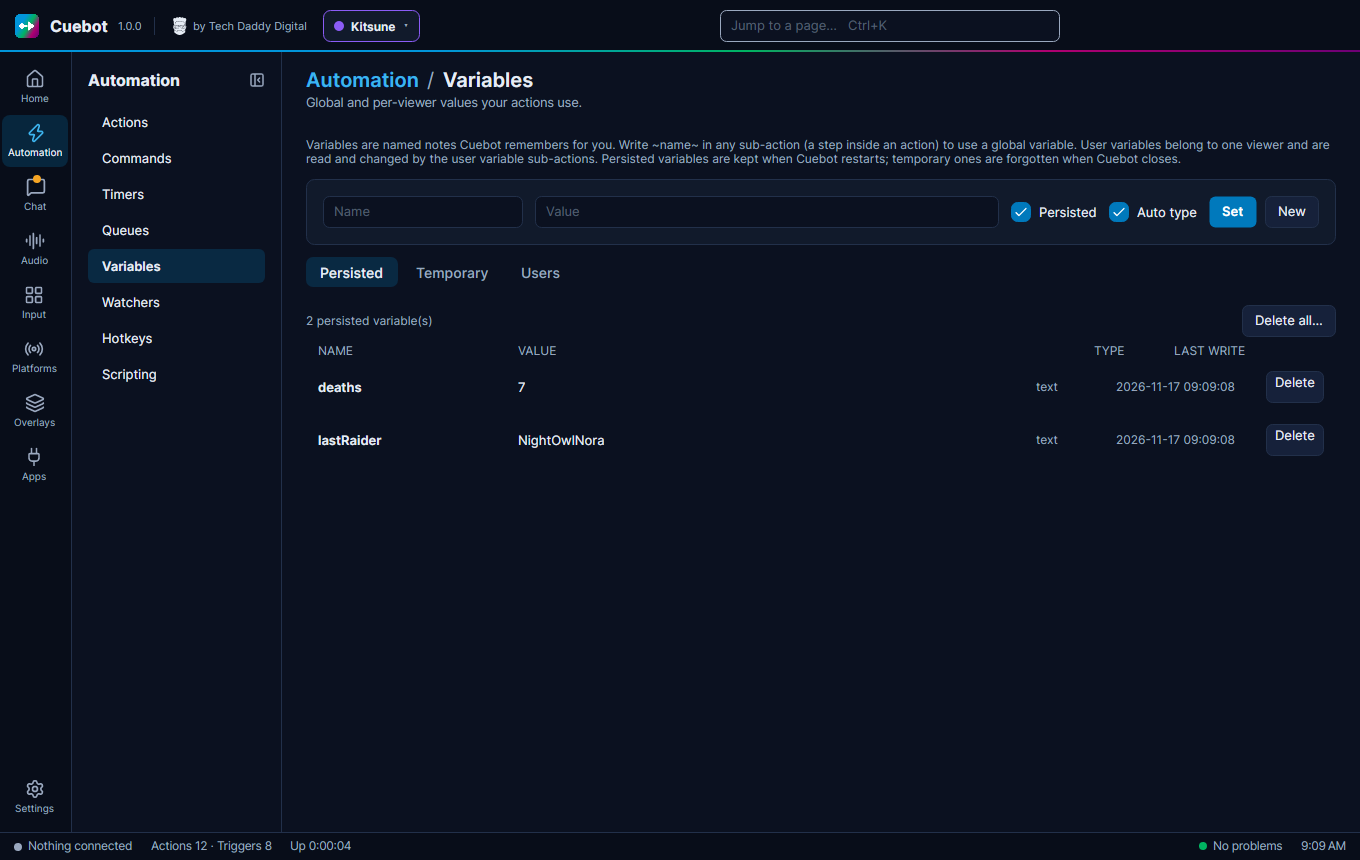 Cuebot 1.0.0 by Tech Daddy Digital Kitsune Jump to a page... Ctrl+K
Home
Automation
Chat
Audio
Input
Platforms
Overlays
Apps
Settings
Automation
Actions
Commands
Timers
Queues
Variables
Watchers
Hotkeys
Scripting
Automation / Variables
Global and per-viewer values your actions use.
Variables are named notes Cuebot remembers for you. Write ~name~ in any sub-action (a step inside an action) to use a global variable. User variables belong to one viewer and are
read and changed by the user variable sub-actions. Persisted variables are kept when Cuebot restarts; temporary ones are forgotten when Cuebot closes.
Name Value Persisted Auto type Set New
Persisted Temporary Users
2 persisted variable(s) Delete all...
NAME VALUE TYPE LAST WRITE
deaths 7 text 2026-11-17 09:09:08 Delete
lastRaider NightOwlNora text 2026-11-17 09:09:08 Delete
Nothing connected Actions 12 · Triggers 8 Up 0:00:04 No problems 9:09 AM